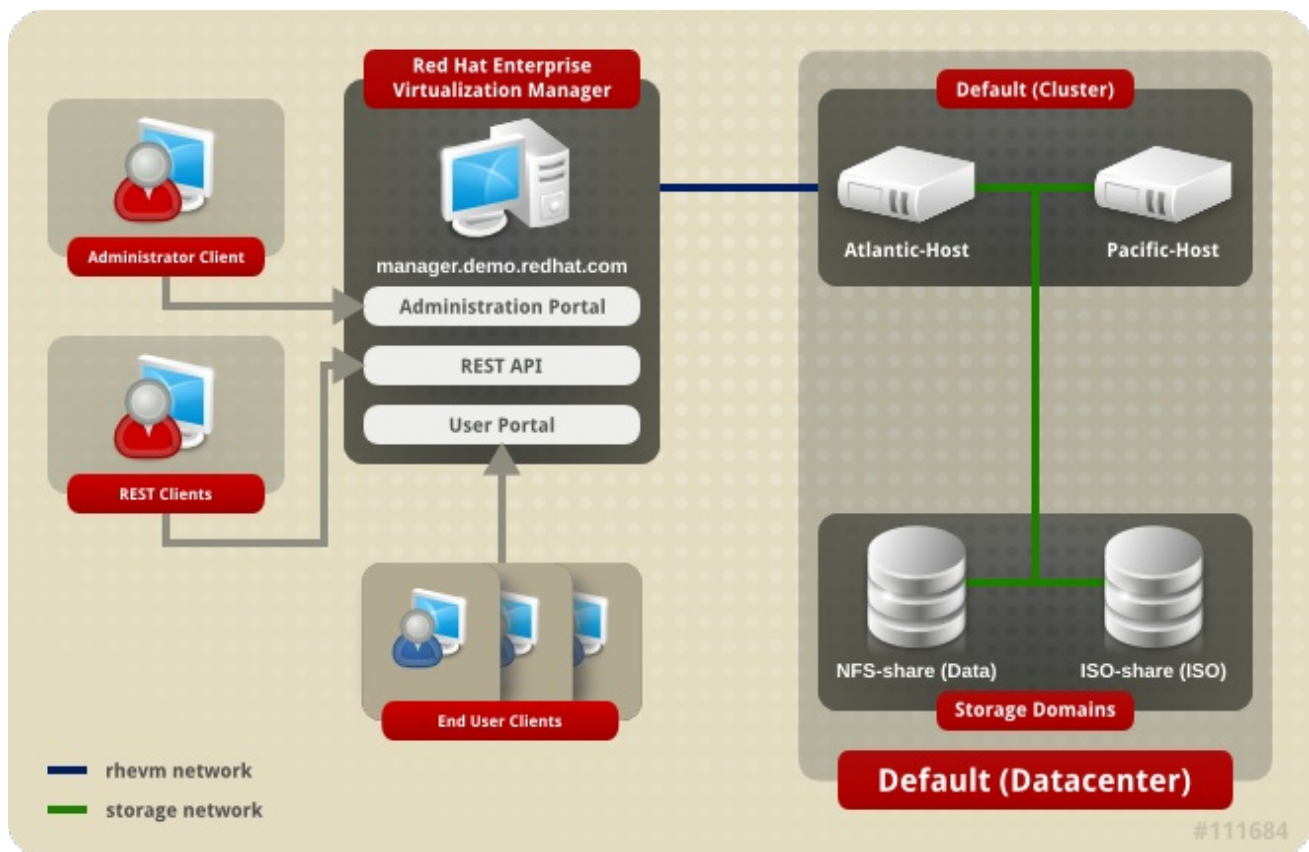 Red Hat Enterprise
Virtualization Manager
Default (Cluster)
Administrator Client
manager.demo.redhat.com
Atlantic-Host
Pacific-Host
Administration Portal
REST API
User Portal
REST Clients
End User Clients
NFS-share (Data)
ISO-share (ISO)
Storage Domains
Default (Datacenter)
rhevm network
storage network
#111684